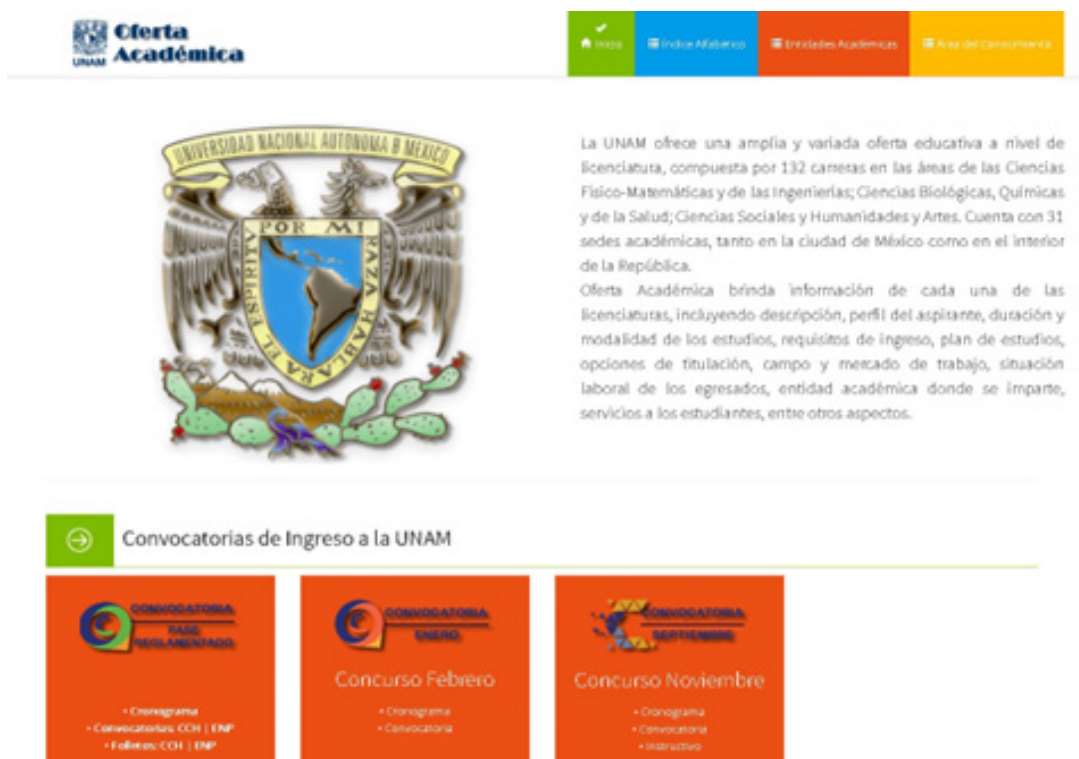 UNAM
Oferta
Académica
Inicio
Índice Alfabético
Entidades Académicas
Área del Conocimiento
UNIVERSIDAD NACIONAL AUTONOMA D MEXICO
POR MI RAZA HABLARA EL ESPIRITV
La UNAM ofrece una amplia y variada oferta educativa a nivel de
licenciatura, compuesta por 132 carreras en las áreas de las Ciencias
Físico-Matemáticas y de las Ingenierías; Ciencias Biológicas, Químicas
y de la Salud; Ciencias Sociales y Humanidades y Artes. Cuenta con 31
sedes académicas, tanto en la ciudad de México como en el interior
de la República.
Oferta Académica brinda información de cada una de las
licenciaturas, incluyendo descripción, perfil del aspirante, duración y
modalidad de los estudios, requisitos de ingreso, plan de estudios,
opciones de titulación, campo y mercado de trabajo, situación
laboral de los egresados, entidad académica donde se imparte,
servicios a los estudiantes, entre otros aspectos.
Convocatorias de Ingreso a la UNAM
CONVOCATORIA
PASE
REGLAMENTADO
• Cronograma
• Convocatorias: CCH | ENP
• Folletos: CCH | ENP
CONVOCATORIA
ENERO
Concurso Febrero
• Cronograma
• Convocatoria
CONVOCATORIA
SEPTIEMBRE
Concurso Noviembre
• Cronograma
• Convocatoria
• Instructivo